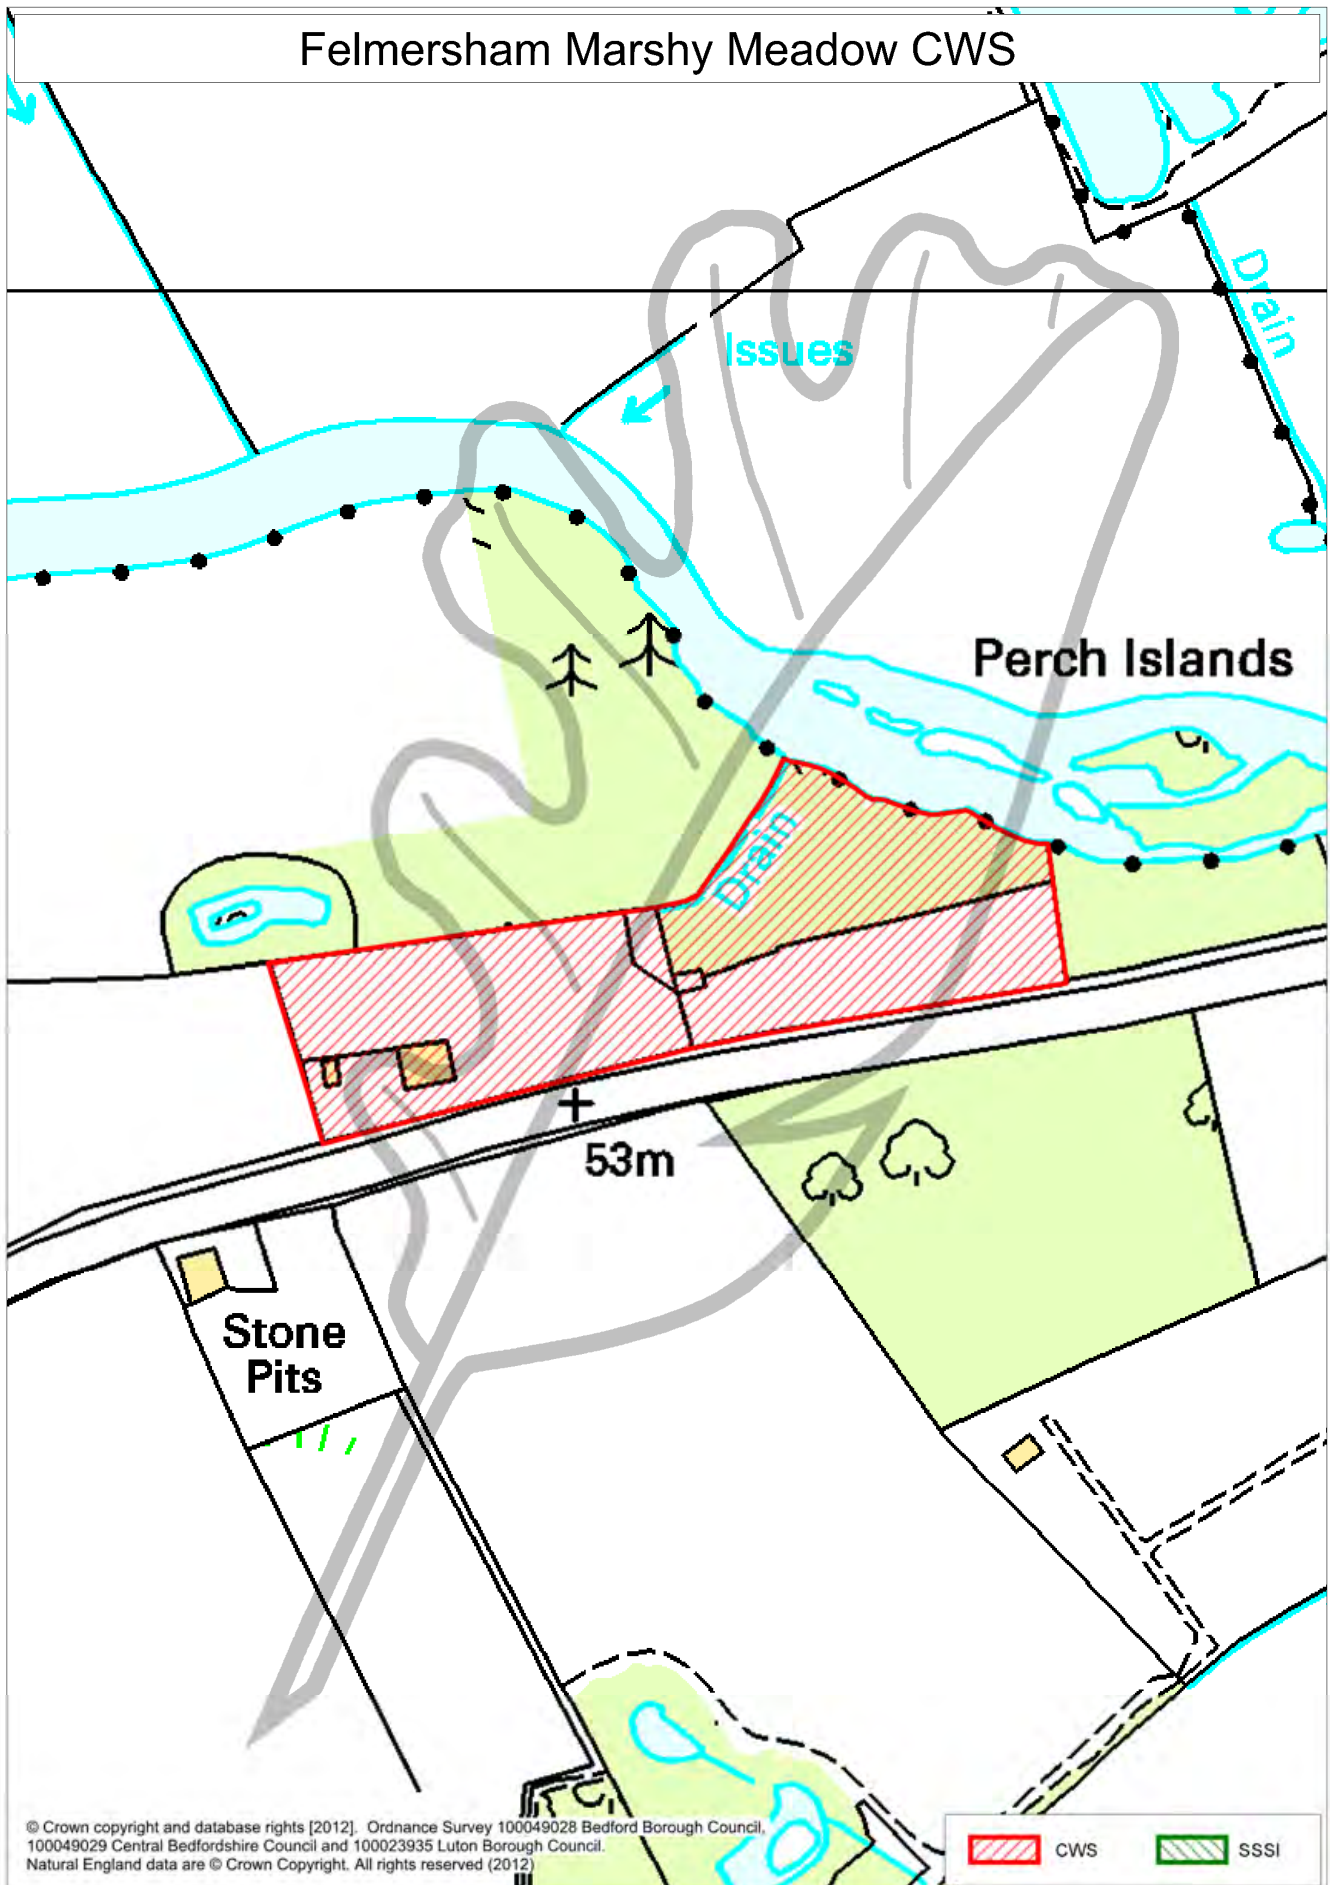 Felmersham Marshy Meadow CWS
Drain
Issues
Perch Islands
Drain
53m
Stone
Pits
© Crown copyright and database rights [2012]. Ordnance Survey 100049028 Bedford Borough Council,
100049029 Central Bedfordshire Council and 100023935 Luton Borough Council.
Natural England data are © Crown Copyright. All rights reserved (2012)
CWS
SSSI